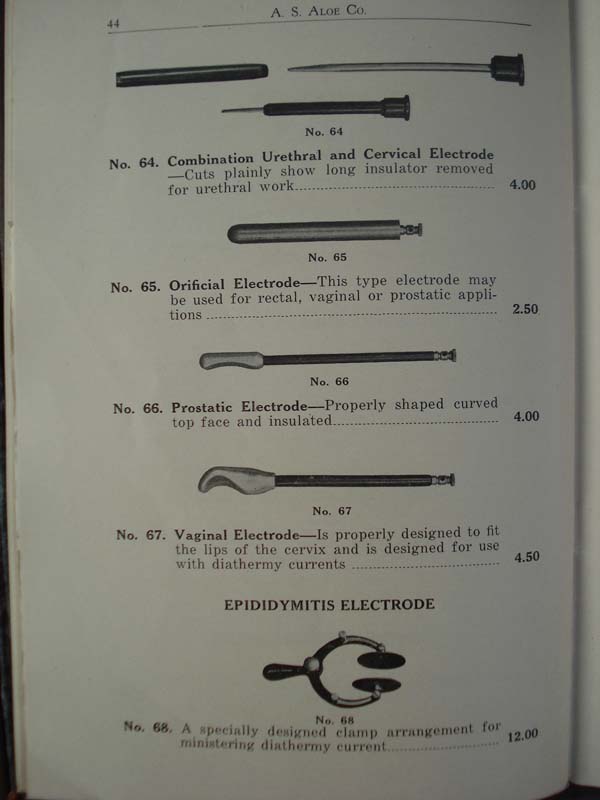 44
A. S. Aloe Co.
No. 64
No. 64. Combination Urethral and Cervical Electrode
—Cuts plainly show long insulator removed
for urethral work 4.00
No. 65
No. 65. Orificial Electrode—This type electrode may
be used for rectal, vaginal or prostatic appli-
tions 2.50
No. 66
No. 66. Prostatic Electrode—Properly shaped curved
top face and insulated 4.00
No. 67
No. 67. Vaginal Electrode—Is properly designed to fit
the lips of the cervix and is designed for use
with diathermy currents 4.50
EPIDIDYMITIS ELECTRODE
No. 68
No. 68. A specially designed clamp arrangement for
ministering diathermy current 12.00